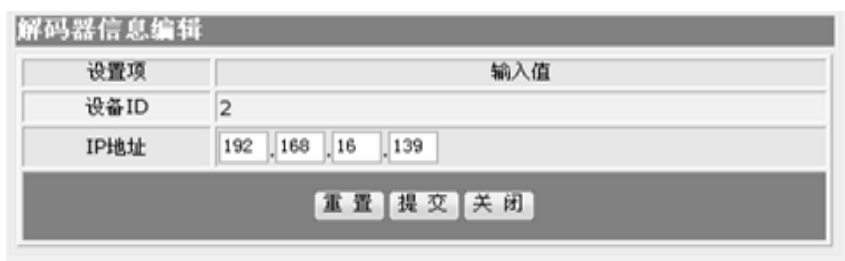 解码器信息编辑
设置项 输入值
设备ID 2
IP地址 192 . 168 . 16 . 139
重 置 提 交 关 闭